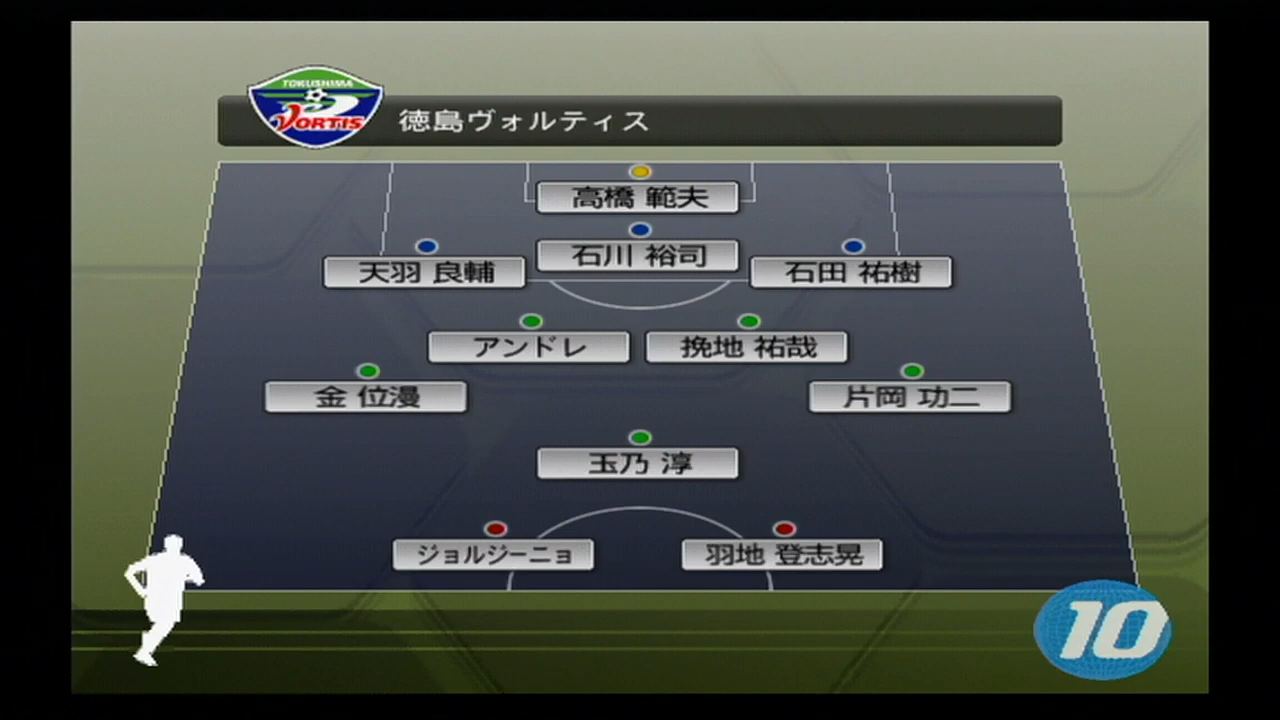 TOKUSHIMA
VORTIS
徳島ヴォルティス
高橋 範夫
石川 裕司
天羽 良輔
石田 祐樹
アンドレ
挽地 祐哉
金 位漫
片岡 功二
玉乃 淳
ジョルジーニョ
羽地 登志晃
10